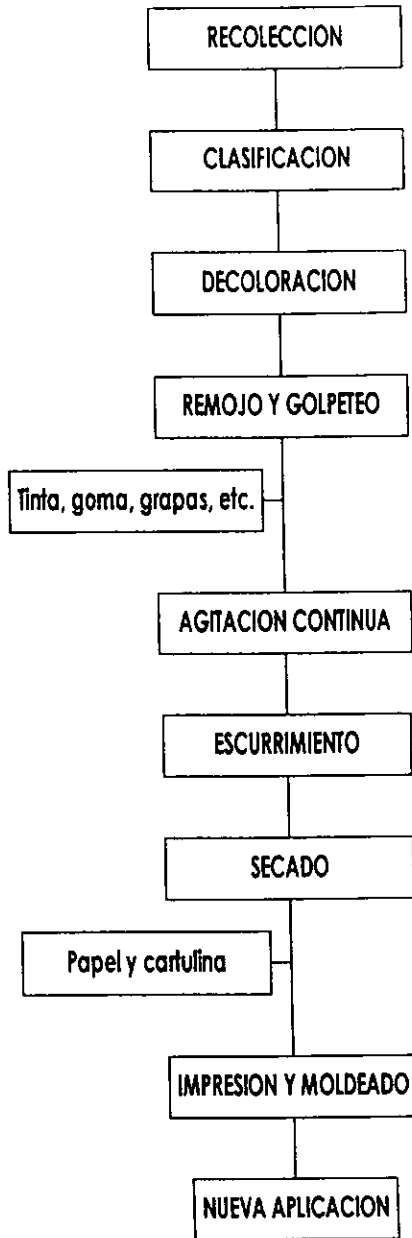 RECOLECCION
CLASIFICACION
DECOLORACION
REMOJO Y GOLPETEO
Tinta, goma, grapas, etc.
AGITACION CONTINUA
ESCURRIMIENTO
SECADO
Papel y cartulina
IMPRESION Y MOLDEADO
NUEVA APLICACION